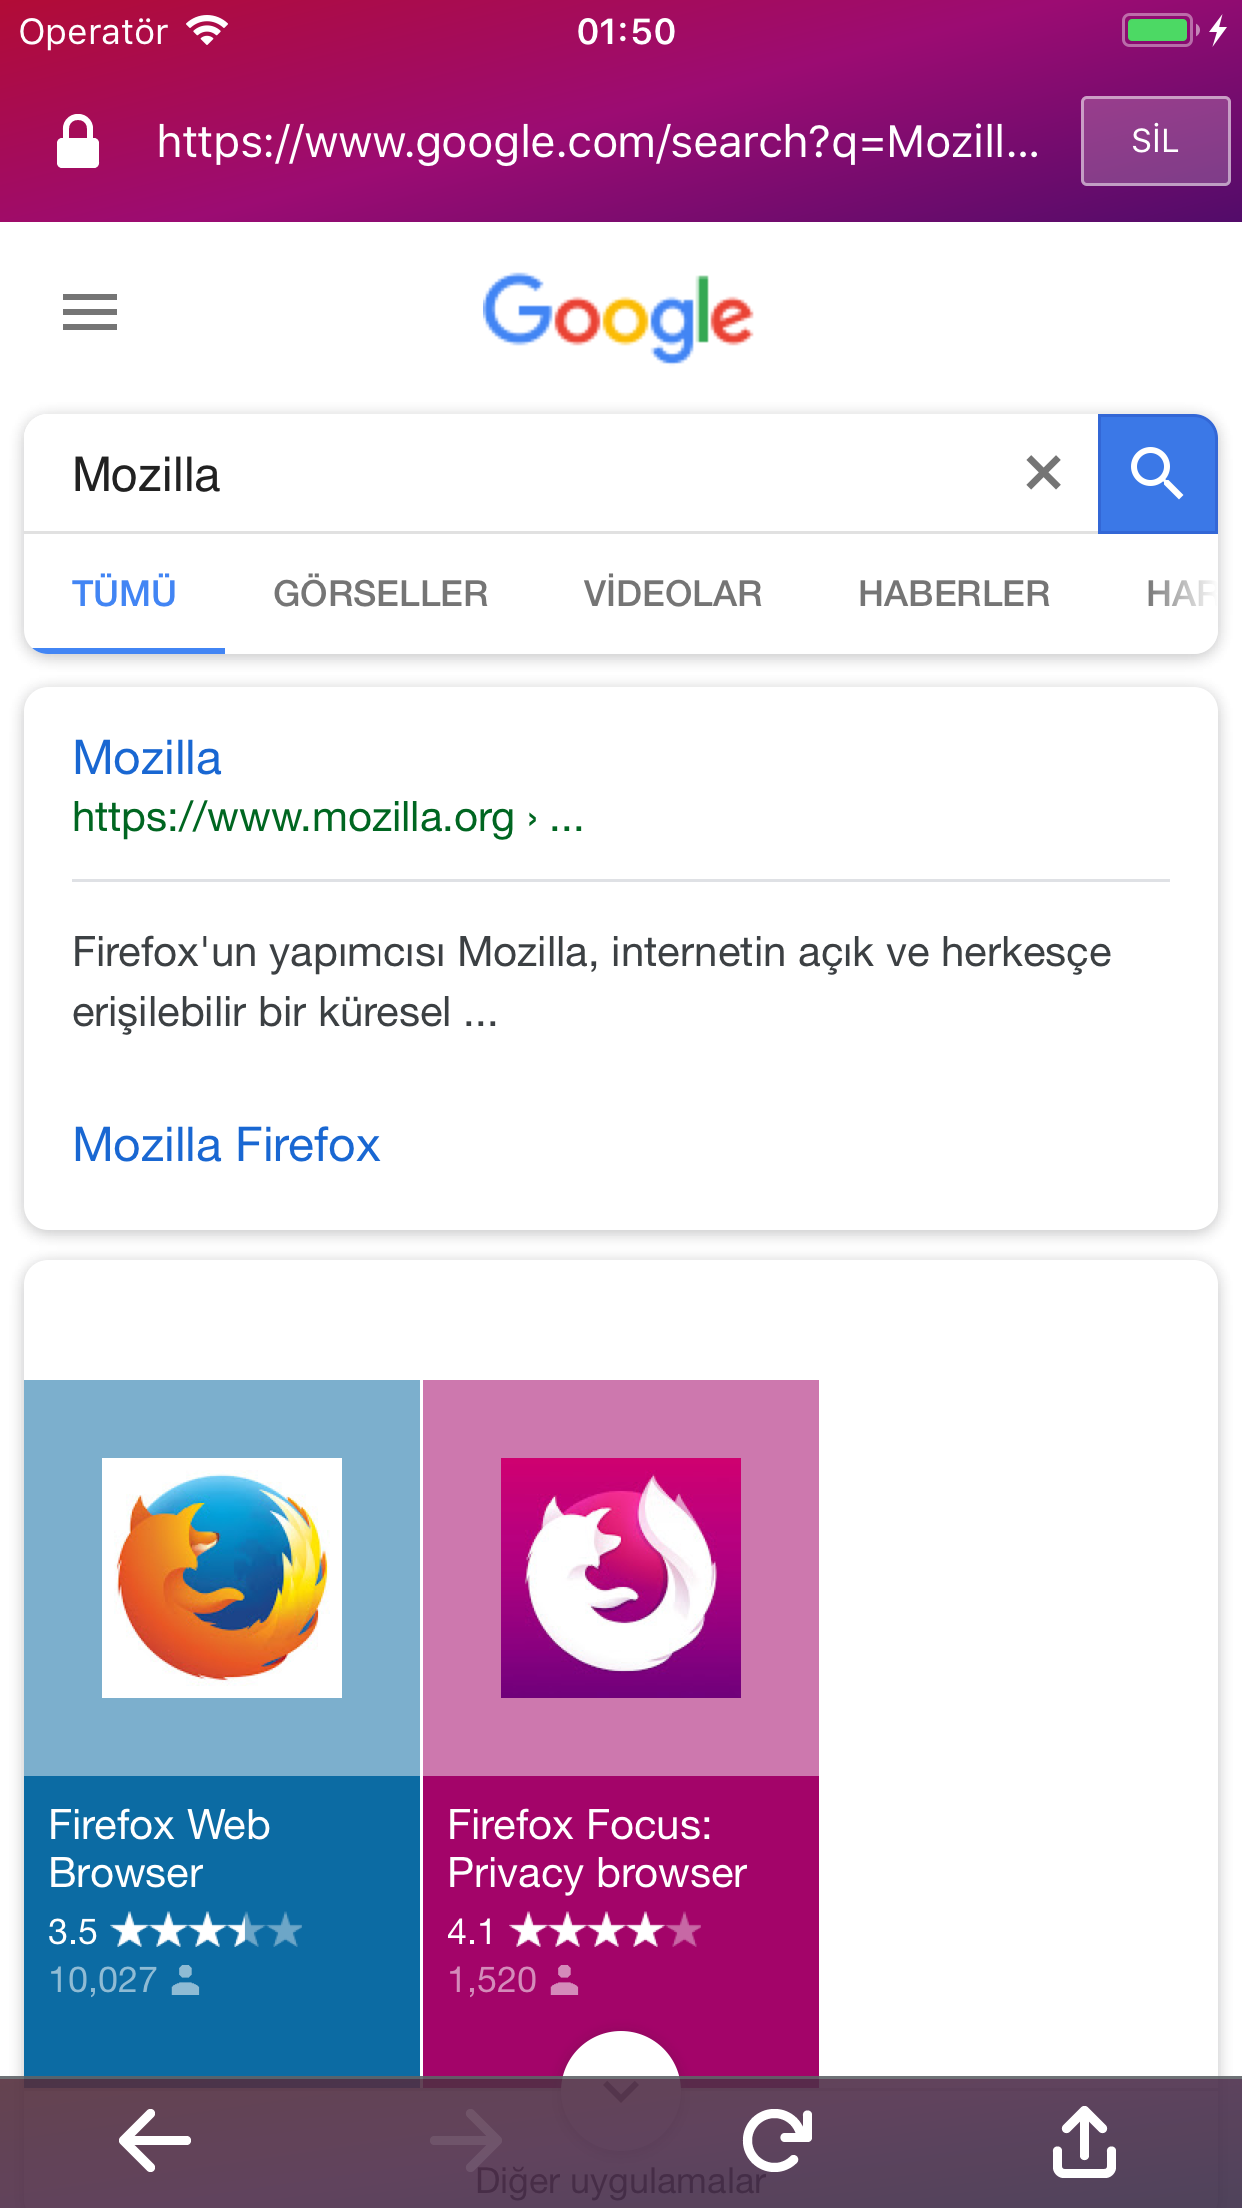 Operatör
01:50
https://www.google.com/search?q=Mozill...
SİL
Google
Mozilla
TÜMÜ GÖRSELLER VİDEOLAR HABERLER
Mozilla
https://www.mozilla.org › ...
Firefox'un yapımcısı Mozilla, internetin açık ve herkesçe
erişilebilir bir küresel ...
Mozilla Firefox
Firefox Web
Browser
3.5
10,027
Firefox Focus:
Privacy browser
4.1
1,520
Diğer uygulamalar